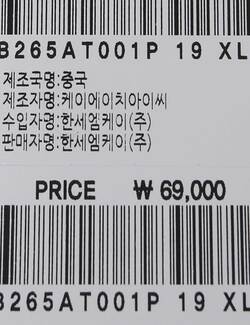 B265AT001P 19 XL
제조국명:중국
제조자명:케이에이치아이씨
수입자명:한세엠케이(주)
판매자명:한세엠케이(주)
PRICE ₩ 69,000
B265AT001P 19 XL